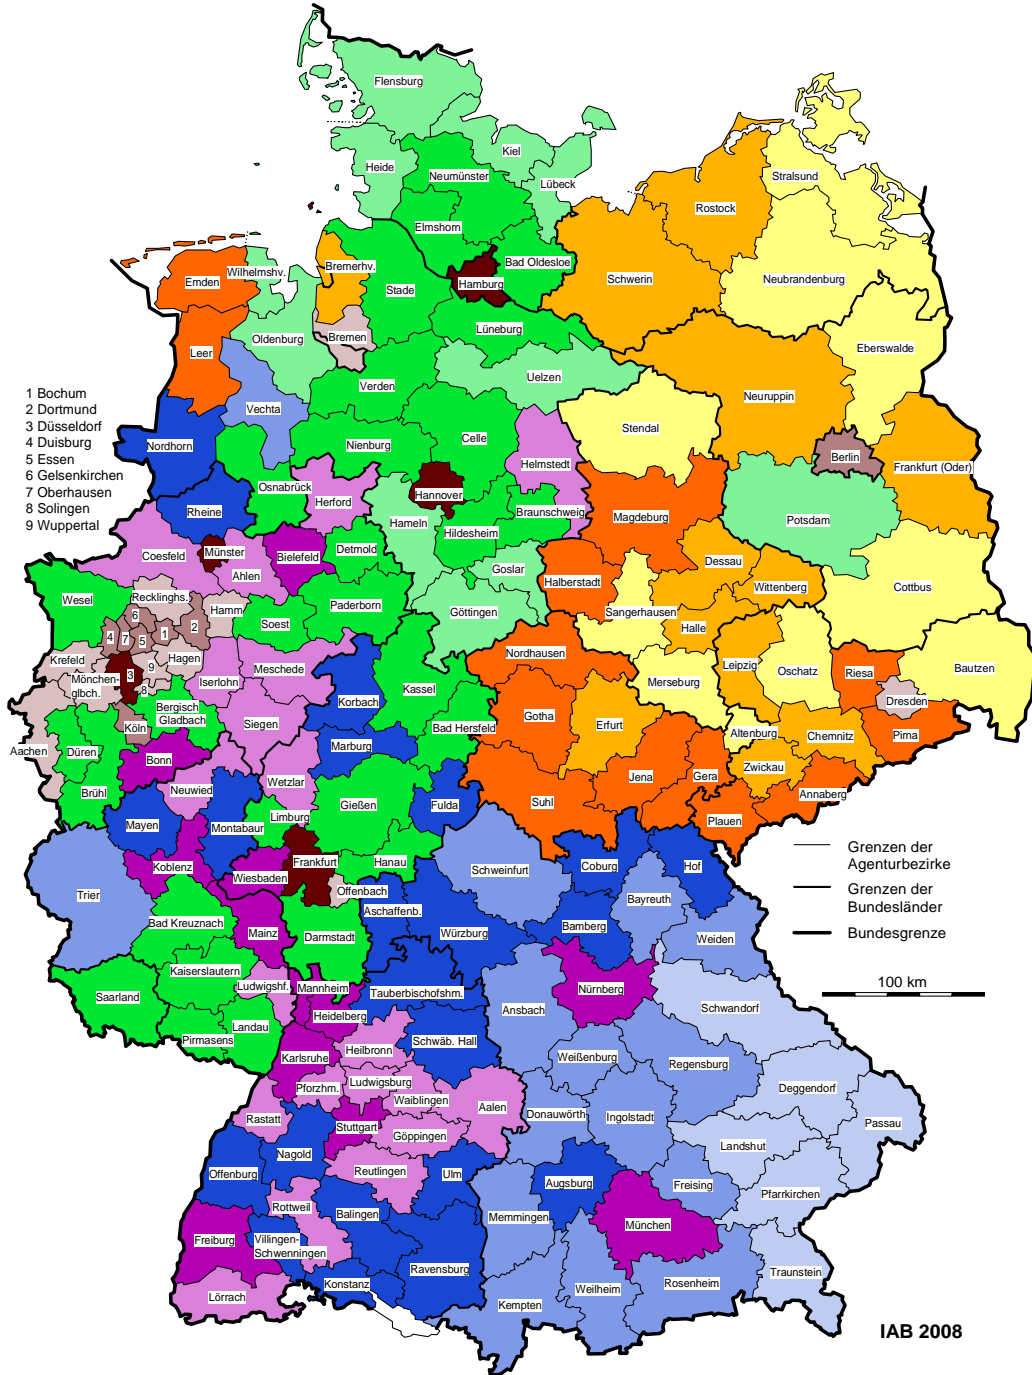 Flensburg
Kiel
Heide
Neumünster
Lübeck
Stralsund
Rostock
Elmshorn
Bad Oldesloe
Wilhelmshv.
Bremerhv.
Emden
Hamburg
Schwerin
Neubrandenburg
Stade
Lüneburg
Oldenburg
Bremen
Leer
Eberswalde
Uelzen
Verden
Neuruppin
1 Bochum
2 Dortmund
3 Düsseldorf
4 Duisburg
5 Essen
6 Gelsenkirchen
7 Oberhausen
8 Solingen
9 Wuppertal
Vechta
Stendal
Nordhorn
Nienburg
Celle
Helmstedt
Berlin
Frankfurt (Oder)
Osnabrück
Herford
Hannover
Rheine
Braunschweig
Magdeburg
Potsdam
Hameln
Hildesheim
Coesfeld
Münster
Bielefeld
Detmold
Ahlen
Goslar
Halberstadt
Dessau
Wittenberg
Cottbus
Wesel
Recklinghs.
Hamm
Paderborn
Göttingen
Sangerhausen
Halle
6
Soest
4
7
5
1
2
Krefeld
9
Hagen
Meschede
Nordhausen
Leipzig
Oschatz
Riesa
Bautzen
Mönchen-
glbch.
3
8
Iserlohn
Kassel
Merseburg
Dresden
Bergisch
Gladbach
Korbach
Siegen
Köln
Bad Hersfeld
Gotha
Erfurt
Altenburg
Chemnitz
Pirna
Aachen
Düren
Bonn
Marburg
Zwickau
Brühl
Neuwied
Wetzlar
Gießen
Fulda
Suhl
Jena
Gera
Annaberg
Plauen
Mayen
Montabaur
Limburg
Koblenz
Wiesbaden
Frankfurt
Hanau
Schweinfurt
Coburg
Hof
Grenzen der
Agenturbezirke
Trier
Offenbach
Bayreuth
Grenzen der
Bundesländer
Bad Kreuznach
Mainz
Aschaffenb.
Würzburg
Bamberg
Weiden
Bundesgrenze
Darmstadt
Kaiserslautern
Ludwigshf.
Mannheim
Tauberbischofshm.
Nürnberg
100 km
Saarland
Heidelberg
Ansbach
Schwandorf
Landau
Pirmasens
Karlsruhe
Heilbronn
Schwäb. Hall
Weißenburg
Regensburg
Pforzhm.
Ludwigsburg
Waiblingen
Deggendorf
Rastatt
Aalen
Donauwörth
Ingolstadt
Passau
Stuttgart
Göppingen
Nagold
Landshut
Offenburg
Reutlingen
Ulm
Augsburg
Freising
Pfarrkirchen
Rottweil
Balingen
Memmingen
München
Freiburg
Villingen-
Schwenningen
Ravensburg
Traunstein
Lörrach
Konstanz
Weilheim
Rosenheim
Kempten
IAB 2008